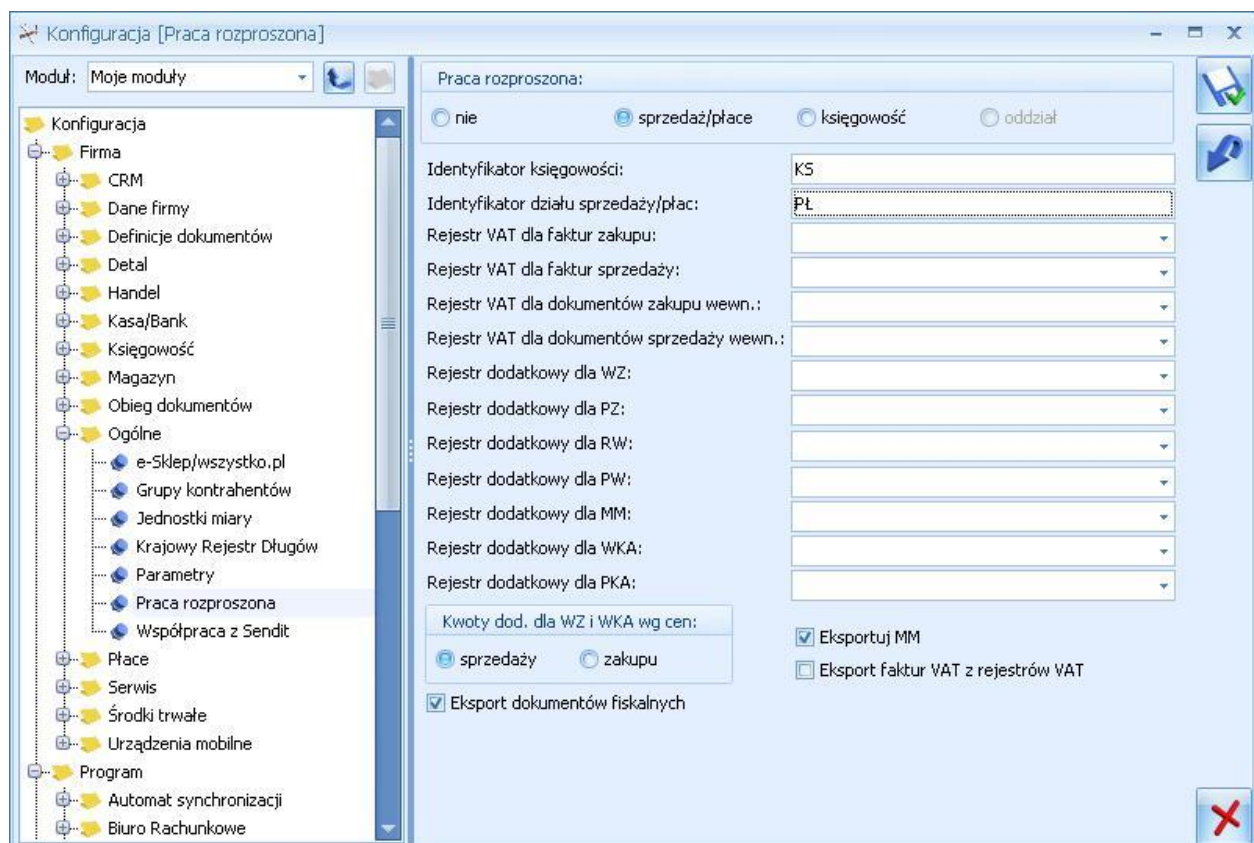 Konfiguracja [Praca rozproszona]
Moduł: Moje moduły
Konfiguracja
Firma
CRM
Dane firmy
Definicje dokumentów
Detal
Handel
Kasa/Bank
Księgowość
Magazyn
Obieg dokumentów
Ogólne
e-Sklep/wszystko.pl
Grupy kontrahentów
Jednostki miary
Krajowy Rejestr Długów
Parametry
Praca rozproszona
Współpraca z Sendit
Płace
Serwis
Środki trwałe
Urządzenia mobilne
Program
Automat synchronizacji
Biuro Rachunkowe
Praca rozproszona:
nie sprzedaż/płace księgowość oddział
Identyfikator księgowości: KS
Identyfikator działu sprzedaży/płac: PŁ
Rejestr VAT dla faktur zakupu:
Rejestr VAT dla faktur sprzedaży:
Rejestr VAT dla dokumentów zakupu wewn.:
Rejestr VAT dla dokumentów sprzedaży wewn.:
Rejestr dodatkowy dla WZ:
Rejestr dodatkowy dla PZ:
Rejestr dodatkowy dla RW:
Rejestr dodatkowy dla PW:
Rejestr dodatkowy dla MM:
Rejestr dodatkowy dla WKA:
Rejestr dodatkowy dla PKA:
Kwoty dod. dla WZ i WKA wg cen:
sprzedaży zakupu
Eksport dokumentów fiskalnych
Eksportuj MM
Eksport faktur VAT z rejestrów VAT